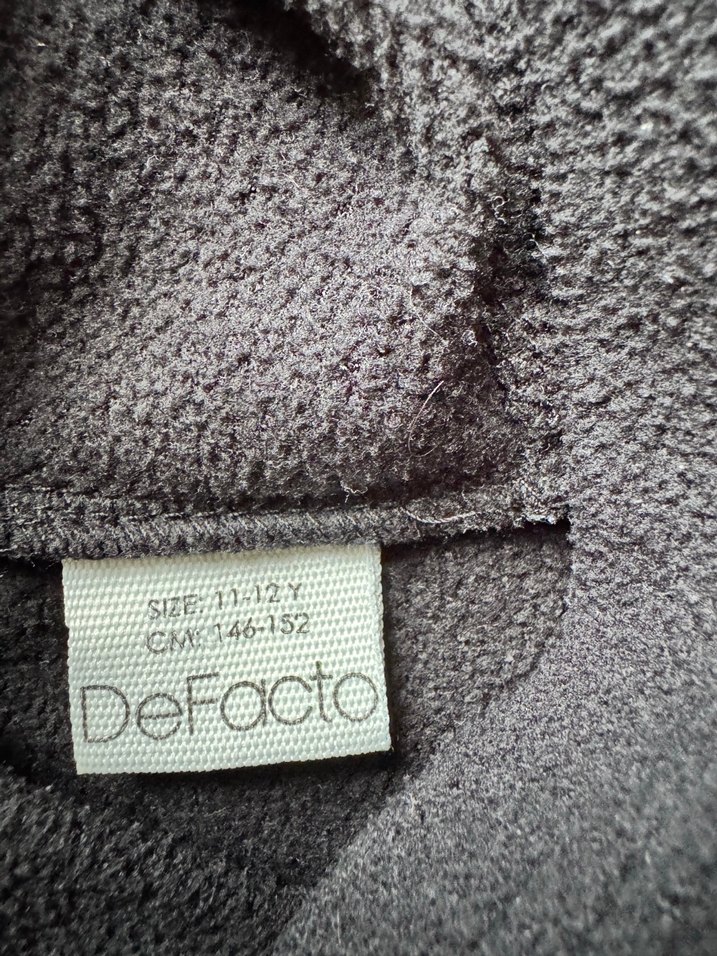 SIZE: 11-12 Y
CM: 146-152
DeFacto